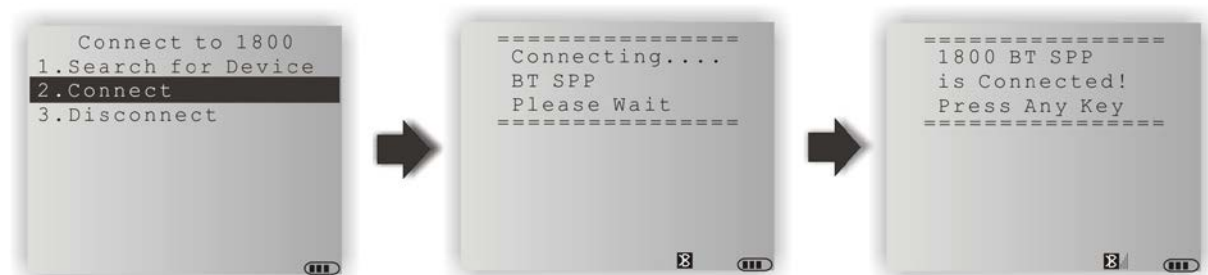 Connect to 1800
1.Search for Device
2.Connect
3.Disconnect
================
Connecting....
BT SPP
Please Wait
================
================
1800 BT SPP
is Connected!
Press Any Key
================